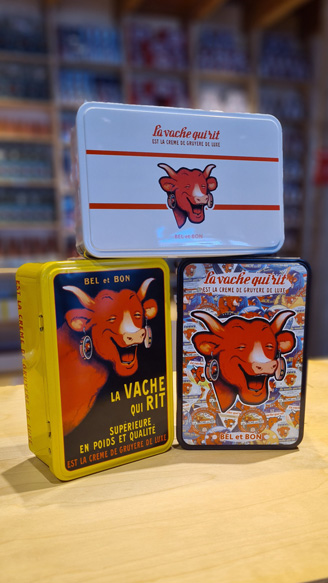 la vache qui rit
EST LA CREME DE GRUYERE DE LUXE
BEL et BON
BEL et BON
LA VACHE
QUI RIT
SUPERIEURE
EN POIDS ET QUALITE
EST LA CREME DE GRUYERE DE LUXE
la vache qui rit
EST LA CREME DE GRUYERE DE LUXE
BEL et BON